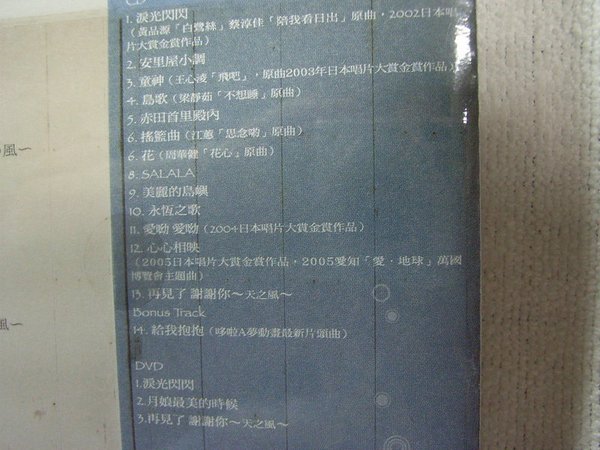 CD
1. 淚光閃閃
（黃品源「白鷺鷥」蔡淳佳「陪我看日出」原曲，2002日本唱
片大賞金賞作品）
2. 安里屋小調
3. 童神（王心凌「飛吧」，原曲2003年日本唱片大賞金賞作品）
4. 島歌（梁靜茹「不想睡」原曲）
5. 赤田首里殿內
6. 搖籃曲（江蕙「思念喲」原曲）
6. 花（周華健「花心」原曲）
8. SALALA
9. 美麗的島嶼
10. 永恆之歌
11. 愛呦 愛呦（2004日本唱片大賞金賞作品）
12. 心心相映
（2005日本唱片大賞金賞作品，2005愛知「愛．地球」萬國
博覽會主題曲）
13. 再見了 謝謝你～天之風～
Bonus Track
14. 給我抱抱（哆啦A夢動畫最新片頭曲）
DVD
1.淚光閃閃
2.月娘最美的時候
3.再見了 謝謝你～天之風～
風～
風～